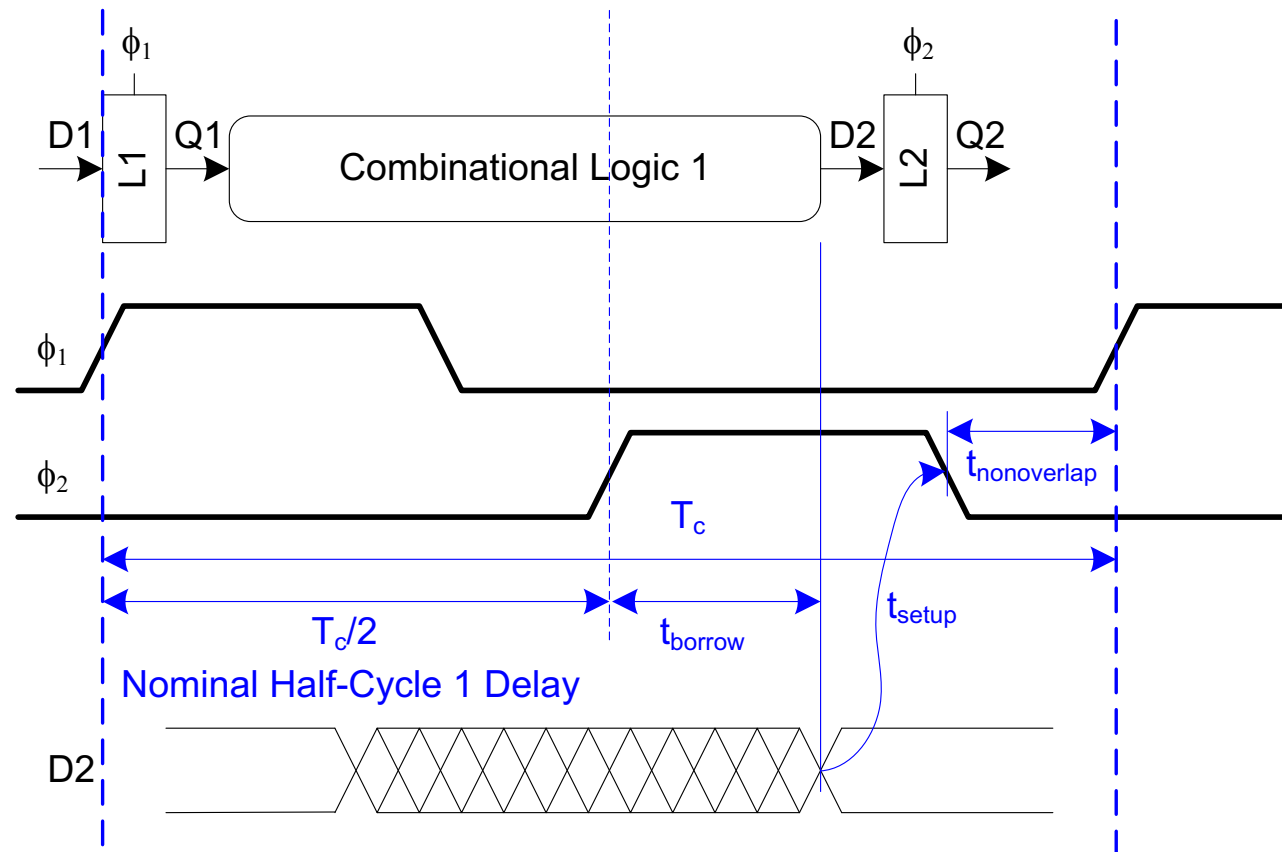 ϕ1
ϕ2
D1
L1
Q1
Combinational Logic 1
D2
L2
Q2
ϕ1
tnonoverlap
ϕ2
Tc
Tc/2
tborrow
tsetup
Nominal Half-Cycle 1 Delay
D2